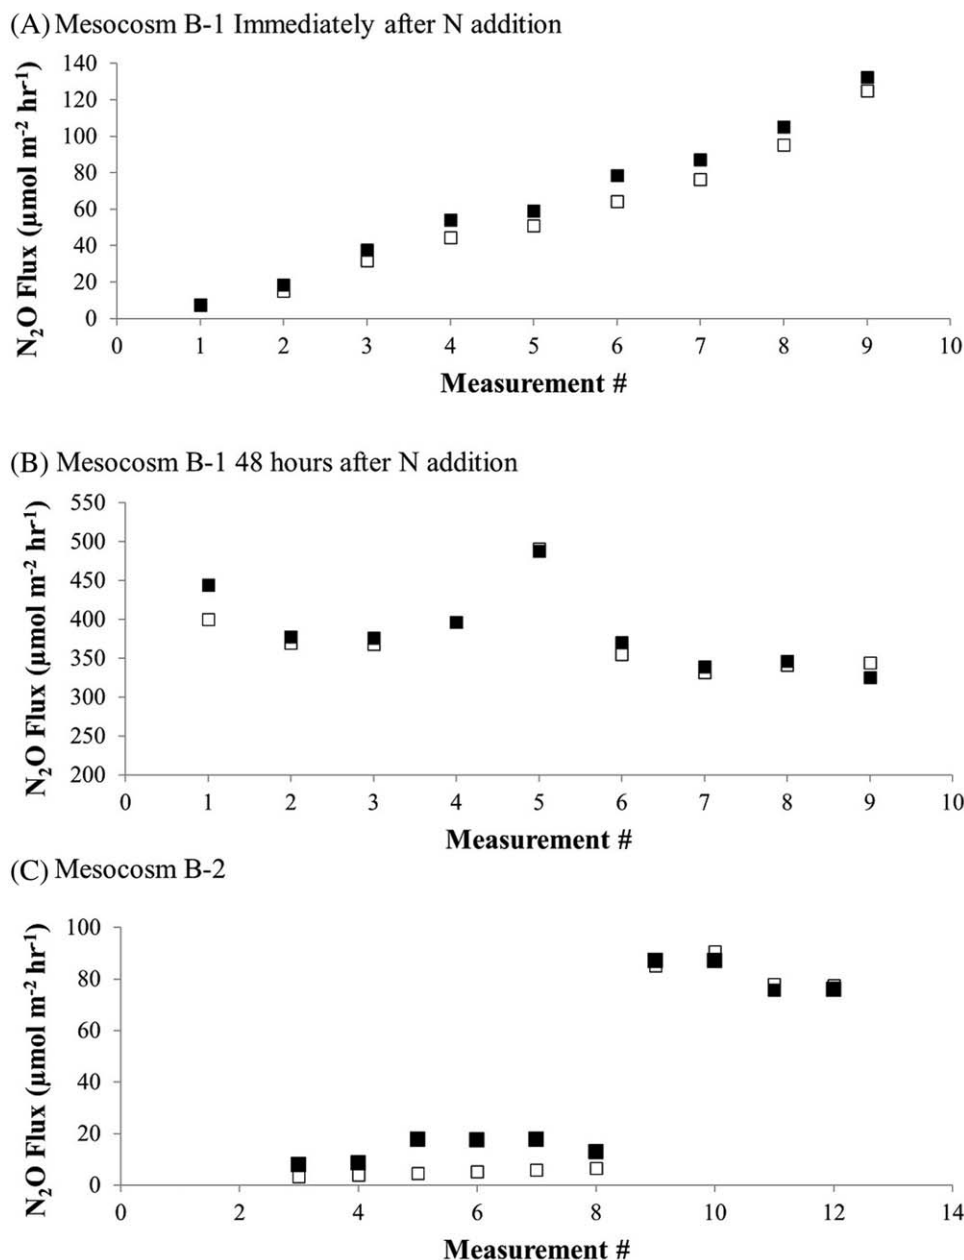 (A) Mesocosm B-1 Immediately after N addition
N₂O Flux (µmol m⁻² hr⁻¹)
140
120
100
80
60
40
20
0
0 1 2 3 4 5 6 7 8 9 10
Measurement #
(B) Mesocosm B-1 48 hours after N addition
N₂O Flux (µmol m⁻² hr⁻¹)
550
500
450
400
350
300
250
200
0 1 2 3 4 5 6 7 8 9 10
Measurement #
(C) Mesocosm B-2
N₂O Flux (µmol m⁻² hr⁻¹)
100
80
60
40
20
0
0 2 4 6 8 10 12 14
Measurement #